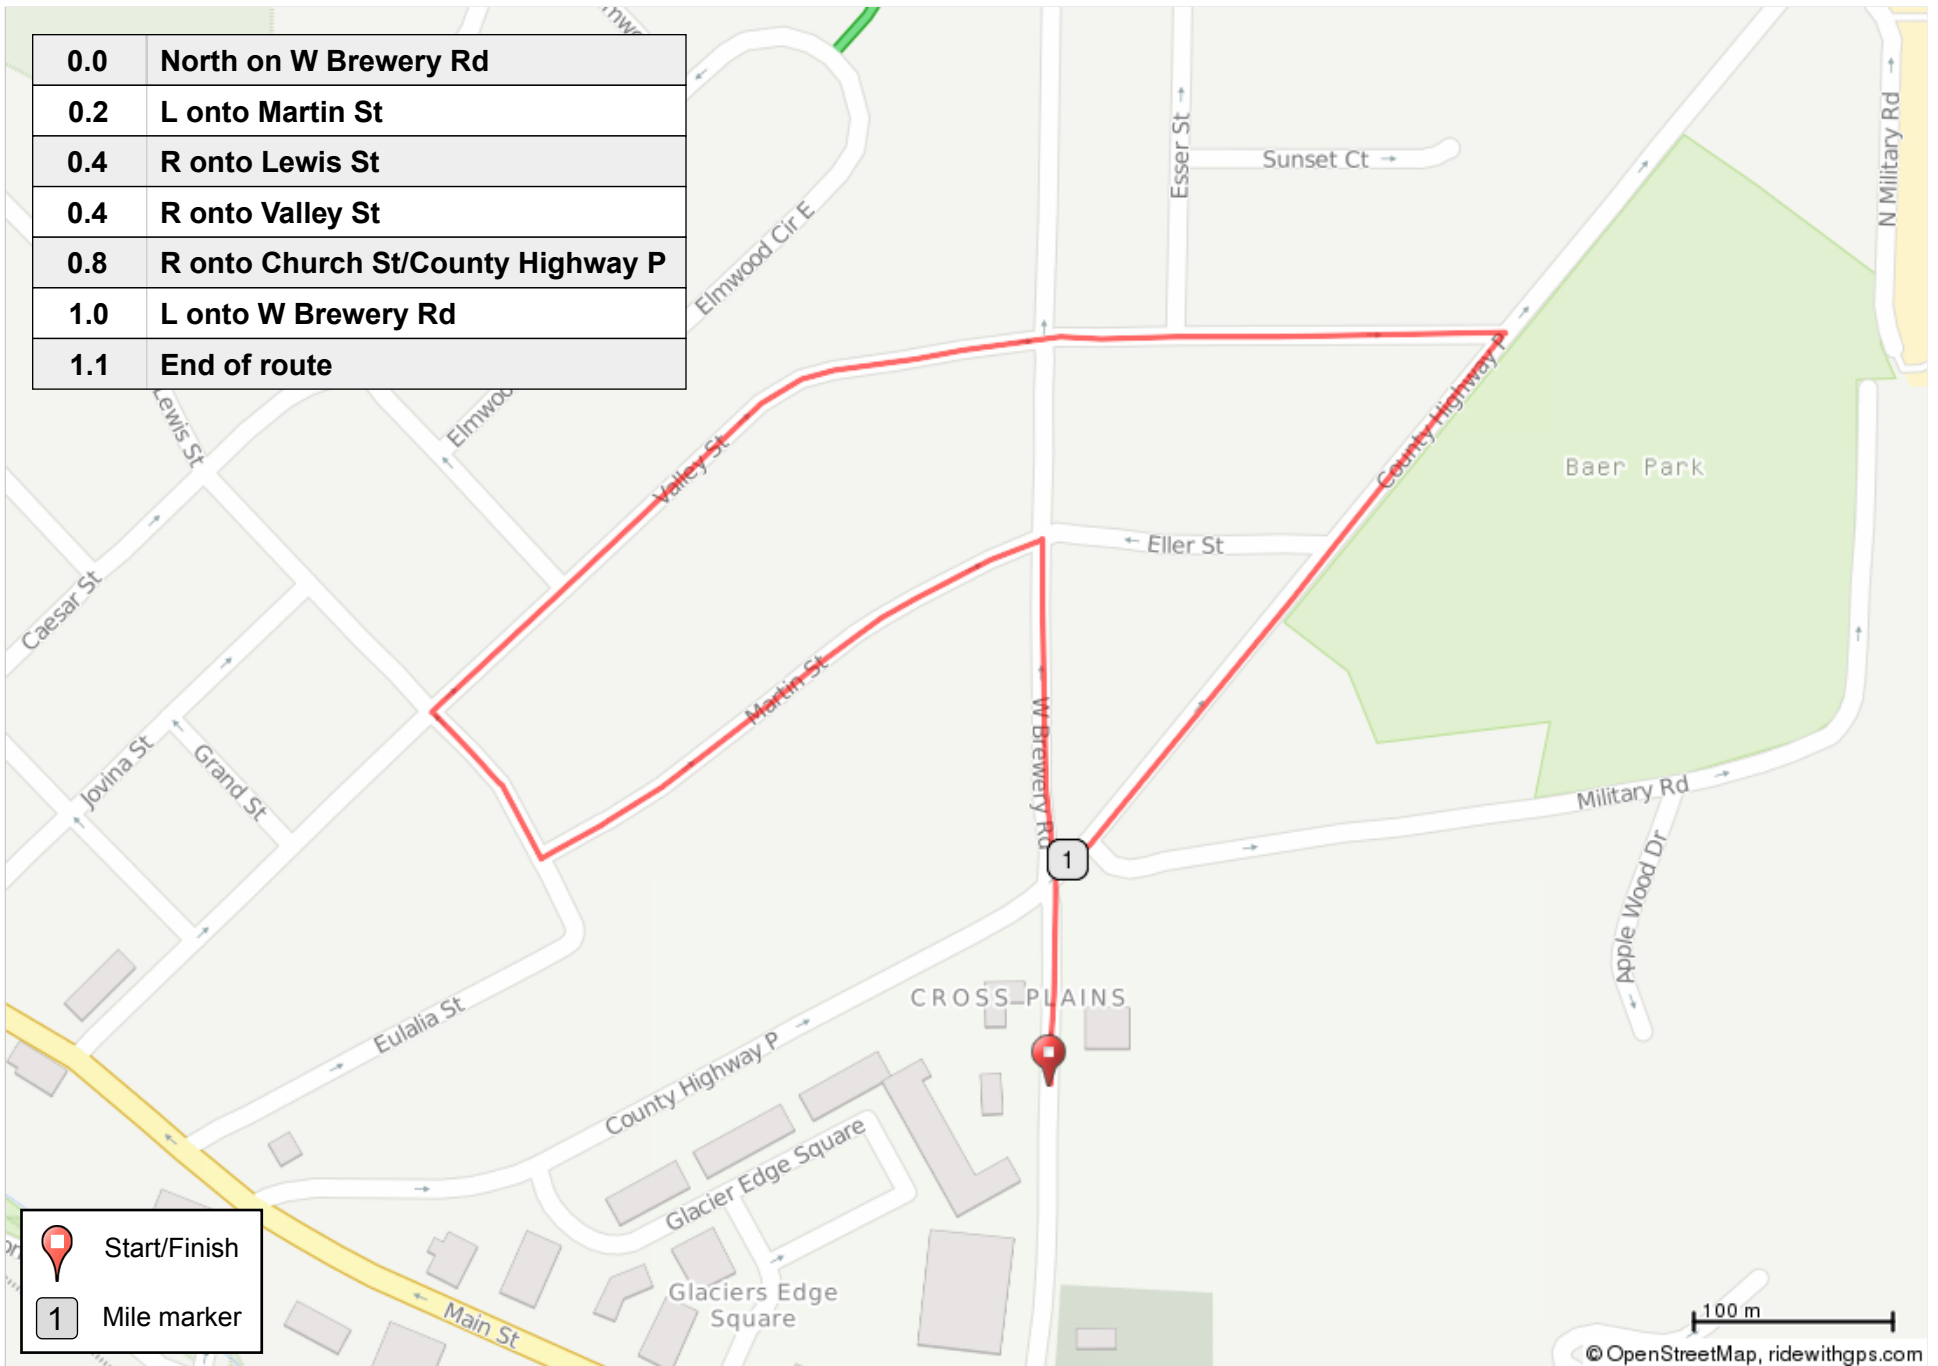 0.0 North on W Brewery Rd
0.2 L onto Martin St
0.4 R onto Lewis St
0.4 R onto Valley St
0.8 R onto Church St/County Highway P
1.0 L onto W Brewery Rd
1.1 End of route
Esser St
Sunset Ct
N Military Rd
Elmwood Cir E
Lewis St
Elmwoo
Valley St
County Highway P
Baer Park
Eller St
Caesar St
Martin St
W Brewery Rd
Jovina St
Grand St
Military Rd
Apple Wood Dr
1
CROSS PLAINS
Eulalia St
County Highway P
Glacier Edge Square
Glaciers Edge
Square
Main St
Start/Finish
1 Mile marker
100 m
© OpenStreetMap, ridewithgps.com